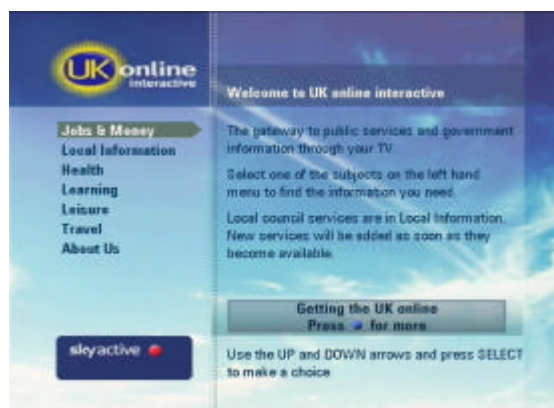 UK online
interactive
Welcome to UK online interactive
Jobs & Money
Local Information
Health
Learning
Leisure
Travel
About Us
The gateway to public services and government
information through your TV.
Select one of the subjects on the left hand
menu to find the information you need.
Local council services are in Local Information.
New services will be added as soon as they
become available.
Getting the UK online
Press for more
sky active
Use the UP and DOWN arrows and press SELECT
to make a choice